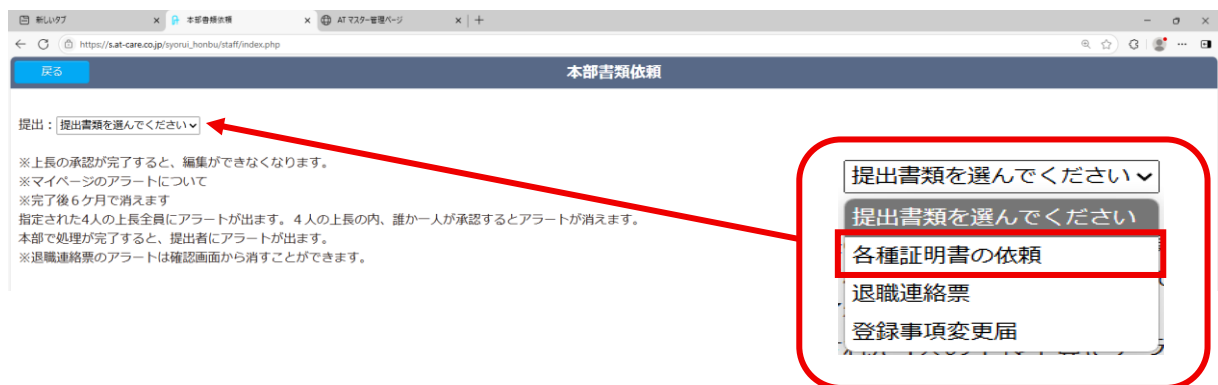 新しいタブ
本部書類依頼
AT マスター管理ページ
https://s.at-care.co.jp/syorui_honbu/staff/index.php
戻る
本部書類依頼
提出：提出書類を選んでください
※上長の承認が完了すると、編集ができなくなります。
※マイページのアラートについて
※完了後６ケ月で消えます
指定された4人の上長全員にアラートが出ます。４人の上長の内、誰か一人が承認するとアラートが消えます。
本部で処理が完了すると、提出者にアラートが出ます。
※退職連絡票のアラートは確認画面から消すことができます。
提出書類を選んでください
提出書類を選んでください
各種証明書の依頼
退職連絡票
登録事項変更届